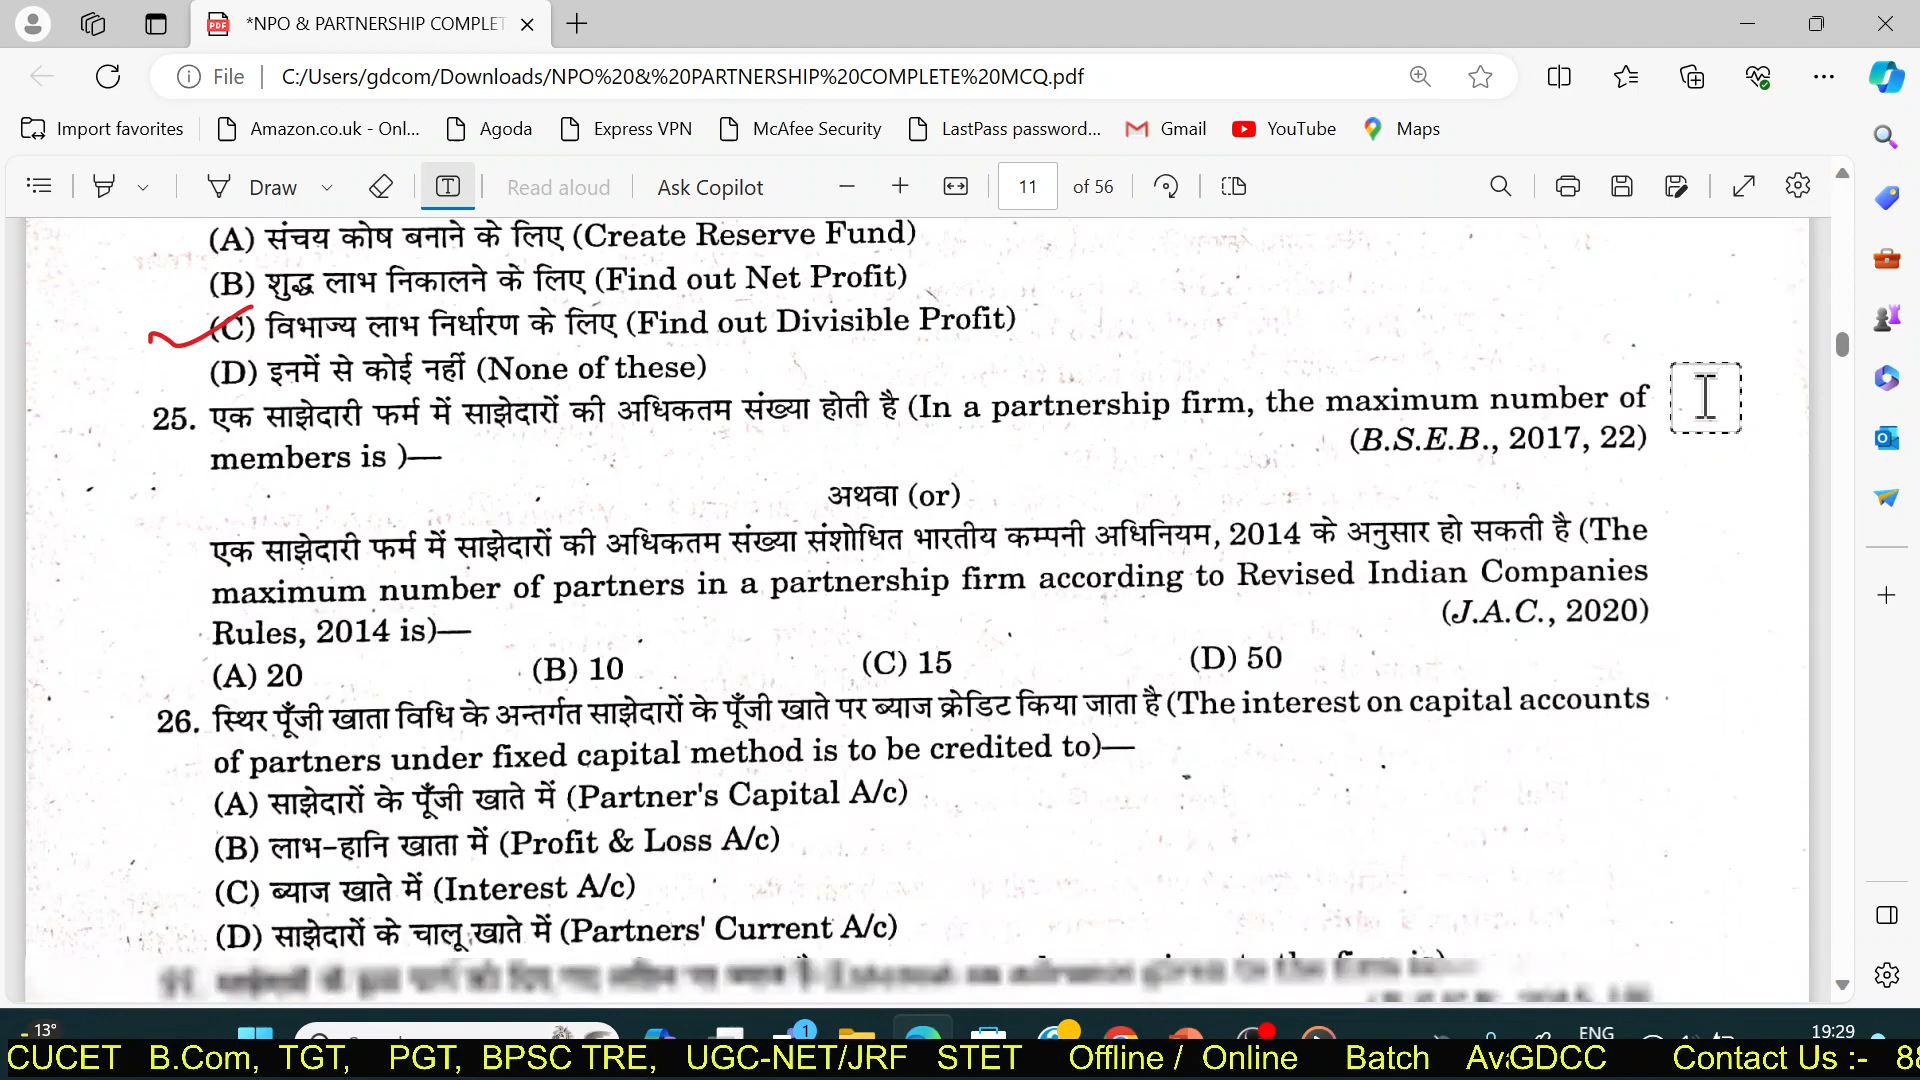 *NPO & PARTNERSHIP COMPLET
File
C:/Users/gdcom/Downloads/NPO%20&%20PARTNERSHIP%20COMPLETE%20MCQ.pdf
Import favorites
Amazon.co.uk - Onl...
Agoda
Express VPN
McAfee Security
LastPass password...
Gmail
YouTube
Maps
Draw
Read aloud
Ask Copilot
11 of 56
(A) संचय कोष बनाने के लिए (Create Reserve Fund)
(B) शुद्ध लाभ निकालने के लिए (Find out Net Profit)
(C) विभाज्य लाभ निर्धारण के लिए (Find out Divisible Profit)
(D) इनमें से कोई नहीं (None of these)
25. एक साझेदारी फर्म में साझेदारों की अधिकतम संख्या होती है (In a partnership firm, the maximum number of
members is )— (B.S.E.B., 2017, 22)
अथवा (or)
एक साझेदारी फर्म में साझेदारों की अधिकतम संख्या संशोधित भारतीय कम्पनी अधिनियम, 2014 के अनुसार हो सकती है (The
maximum number of partners in a partnership firm according to Revised Indian Companies
Rules, 2014 is)— (J.A.C., 2020)
(A) 20 (B) 10 (C) 15 (D) 50
26. स्थिर पूँजी खाता विधि के अन्तर्गत साझेदारों के पूँजी खाते पर ब्याज क्रेडिट किया जाता है (The interest on capital accounts
of partners under fixed capital method is to be credited to)—
(A) साझेदारों के पूँजी खाते में (Partner's Capital A/c)
(B) लाभ-हानि खाता में (Profit & Loss A/c)
(C) ब्याज खाते में (Interest A/c)
(D) साझेदारों के चालू खाते में (Partners' Current A/c)
13°
1
ENG
19:29
CUCET B.Com, TGT, PGT, BPSC TRE, UGC-NET/JRF STET Offline / Online Batch GDCC Contact Us :- 88